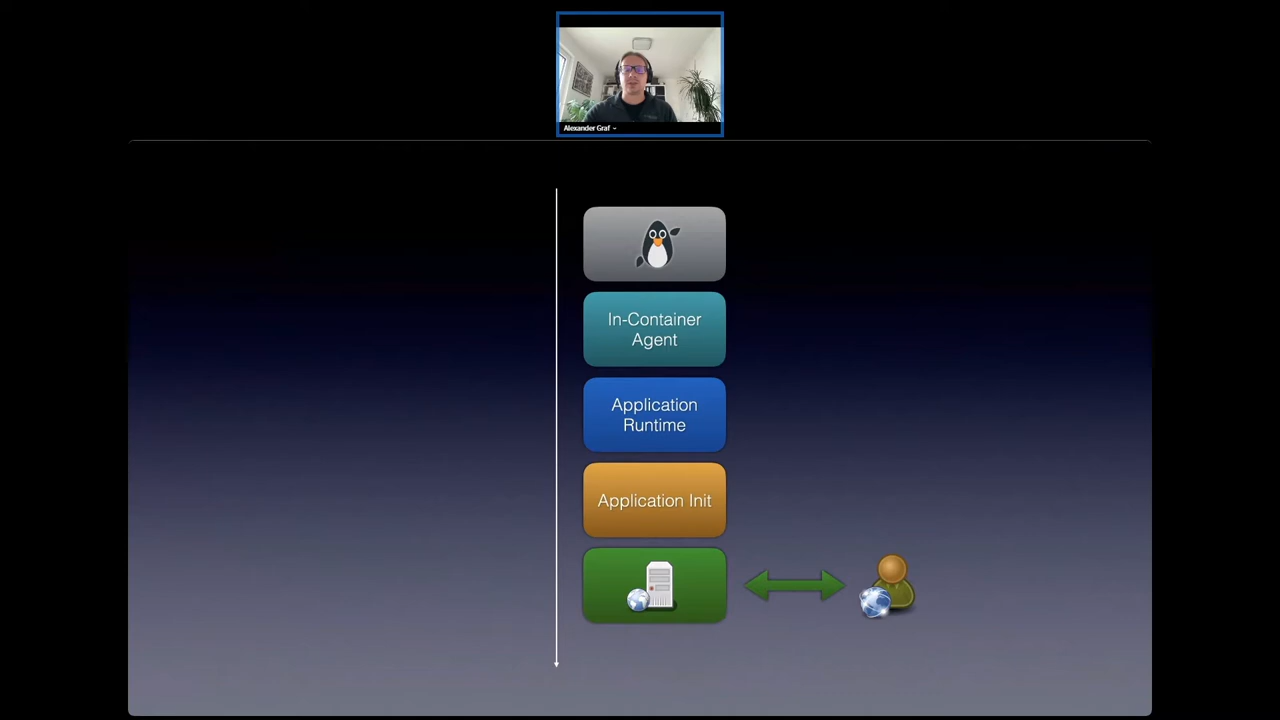 Alexander Graf
In-Container
Agent
Application
Runtime
Application Init